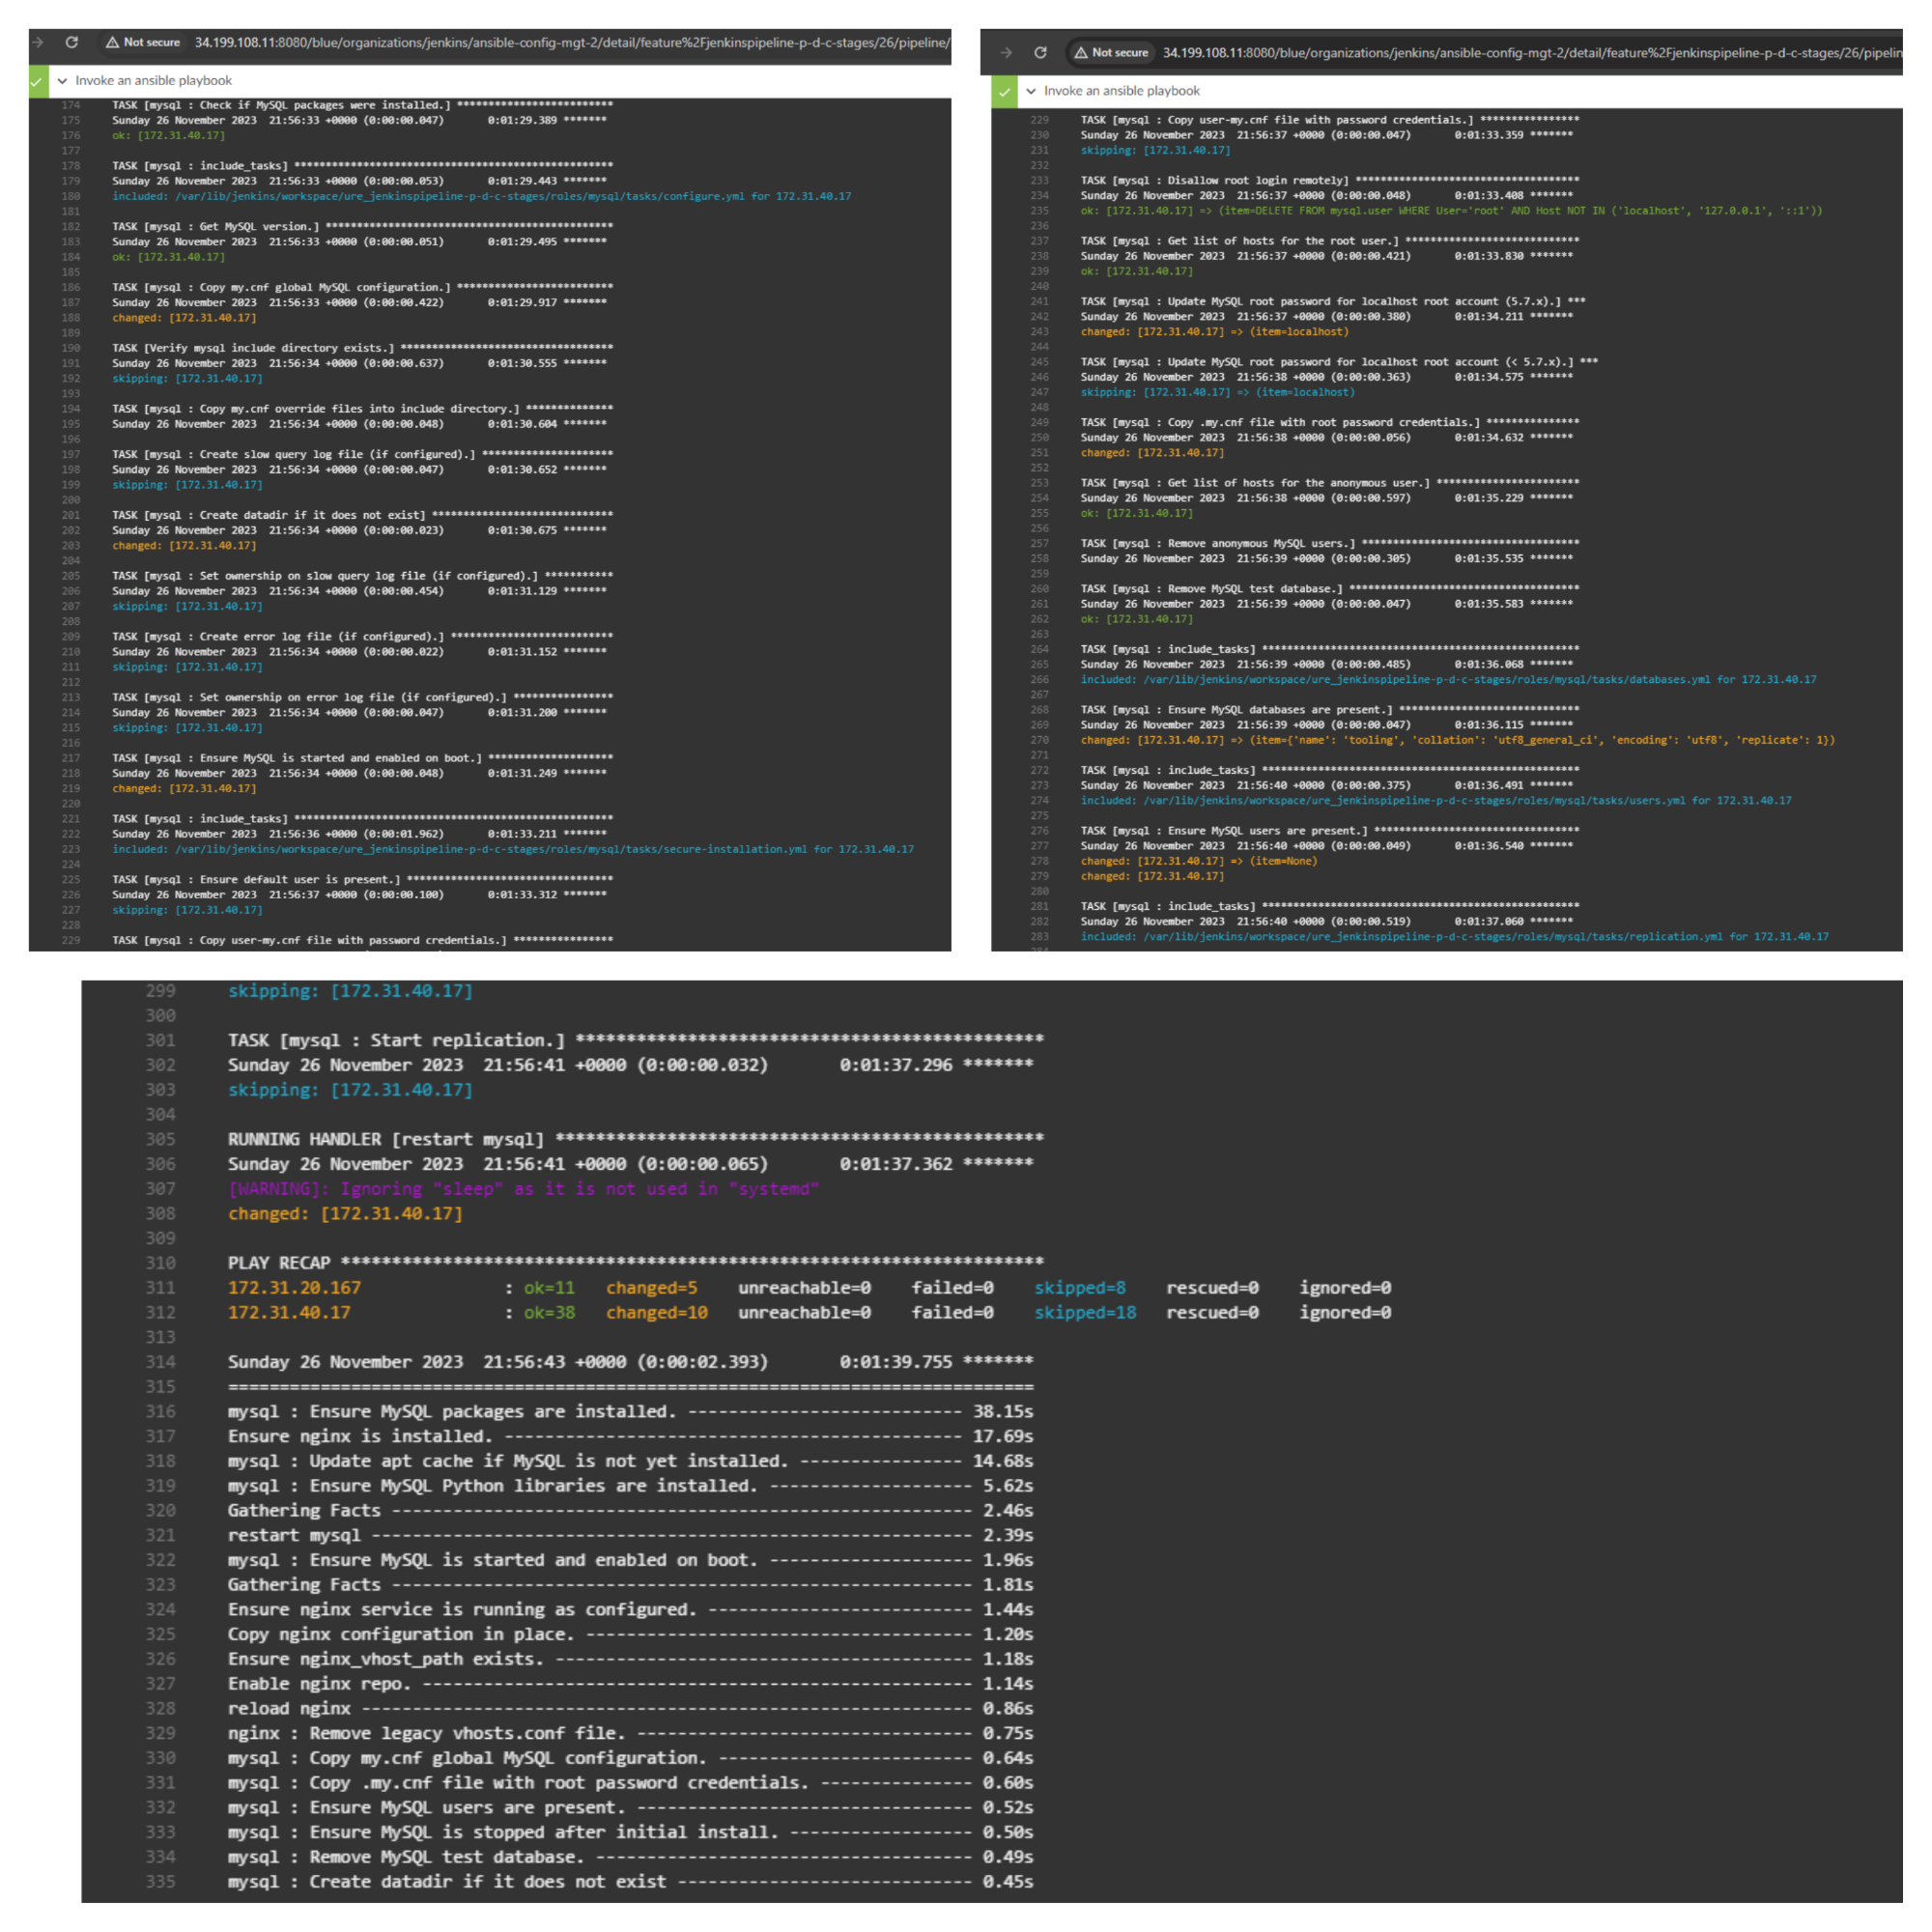 Not secure 34.199.108.11:8080/blue/organizations/jenkins/ansible-config-mgt-2/detail/feature%2Fjenkinspipeline-p-d-c-stages/26/pipeline/
Invoke an ansible playbook
174 TASK [mysql : Check if MySQL packages were installed.] *************************
175 Sunday 26 November 2023  21:56:33 +0000 (0:00:00.047)       0:01:29.389 *******
176 ok: [172.31.40.17]
177
178 TASK [mysql : include_tasks] ***************************************************
179 Sunday 26 November 2023  21:56:33 +0000 (0:00:00.053)       0:01:29.443 *******
180 included: /var/lib/jenkins/workspace/ure_jenkinspipeline-p-d-c-stages/roles/mysql/tasks/configure.yml for 172.31.40.17
181
182 TASK [mysql : Get MySQL version.] **********************************************
183 Sunday 26 November 2023  21:56:33 +0000 (0:00:00.051)       0:01:29.495 *******
184 ok: [172.31.40.17]
185
186 TASK [mysql : Copy my.cnf global MySQL configuration.] *************************
187 Sunday 26 November 2023  21:56:33 +0000 (0:00:00.422)       0:01:29.917 *******
188 changed: [172.31.40.17]
189
190 TASK [Verify mysql include directory exists.] **********************************
191 Sunday 26 November 2023  21:56:34 +0000 (0:00:00.637)       0:01:30.555 *******
192 skipping: [172.31.40.17]
193
194 TASK [mysql : Copy my.cnf override files into include directory.] **************
195 Sunday 26 November 2023  21:56:34 +0000 (0:00:00.048)       0:01:30.604 *******
196
197 TASK [mysql : Create slow query log file (if configured).] *********************
198 Sunday 26 November 2023  21:56:34 +0000 (0:00:00.047)       0:01:30.652 *******
199 skipping: [172.31.40.17]
200
201 TASK [mysql : Create datadir if it does not exist] *****************************
202 Sunday 26 November 2023  21:56:34 +0000 (0:00:00.023)       0:01:30.675 *******
203 changed: [172.31.40.17]
204
205 TASK [mysql : Set ownership on slow query log file (if configured).] ***********
206 Sunday 26 November 2023  21:56:34 +0000 (0:00:00.454)       0:01:31.129 *******
207 skipping: [172.31.40.17]
208
209 TASK [mysql : Create error log file (if configured).] **************************
210 Sunday 26 November 2023  21:56:34 +0000 (0:00:00.022)       0:01:31.152 *******
211 skipping: [172.31.40.17]
212
213 TASK [mysql : Set ownership on error log file (if configured).] ****************
214 Sunday 26 November 2023  21:56:34 +0000 (0:00:00.047)       0:01:31.200 *******
215 skipping: [172.31.40.17]
216
217 TASK [mysql : Ensure MySQL is started and enabled on boot.] ********************
218 Sunday 26 November 2023  21:56:34 +0000 (0:00:00.048)       0:01:31.249 *******
219 changed: [172.31.40.17]
220
221 TASK [mysql : include_tasks] ***************************************************
222 Sunday 26 November 2023  21:56:36 +0000 (0:00:01.962)       0:01:33.211 *******
223 included: /var/lib/jenkins/workspace/ure_jenkinspipeline-p-d-c-stages/roles/mysql/tasks/secure-installation.yml for 172.31.40.17
224
225 TASK [mysql : Ensure default user is present.] *********************************
226 Sunday 26 November 2023  21:56:37 +0000 (0:00:00.100)       0:01:33.312 *******
227 skipping: [172.31.40.17]
228
229 TASK [mysql : Copy user-my.cnf file with password credentials.] ****************
Not secure 34.199.108.11:8080/blue/organizations/jenkins/ansible-config-mgt-2/detail/feature%2Fjenkinspipeline-p-d-c-stages/26/pipelin
Invoke an ansible playbook
229 TASK [mysql : Copy user-my.cnf file with password credentials.] ****************
230 Sunday 26 November 2023  21:56:37 +0000 (0:00:00.047)       0:01:33.359 *******
231 skipping: [172.31.40.17]
232
233 TASK [mysql : Disallow root login remotely] ************************************
234 Sunday 26 November 2023  21:56:37 +0000 (0:00:00.048)       0:01:33.408 *******
235 ok: [172.31.40.17] => (item=DELETE FROM mysql.user WHERE User='root' AND Host NOT IN ('localhost', '127.0.0.1', '::1'))
236
237 TASK [mysql : Get list of hosts for the root user.] ****************************
238 Sunday 26 November 2023  21:56:37 +0000 (0:00:00.421)       0:01:33.830 *******
239 ok: [172.31.40.17]
240
241 TASK [mysql : Update MySQL root password for localhost root account (5.7.x).] ***
242 Sunday 26 November 2023  21:56:37 +0000 (0:00:00.380)       0:01:34.211 *******
243 changed: [172.31.40.17] => (item=localhost)
244
245 TASK [mysql : Update MySQL root password for localhost root account (< 5.7.x).] ***
246 Sunday 26 November 2023  21:56:38 +0000 (0:00:00.363)       0:01:34.575 *******
247 skipping: [172.31.40.17] => (item=localhost)
248
249 TASK [mysql : Copy .my.cnf file with root password credentials.] ***************
250 Sunday 26 November 2023  21:56:38 +0000 (0:00:00.056)       0:01:34.632 *******
251 changed: [172.31.40.17]
252
253 TASK [mysql : Get list of hosts for the anonymous user.] ***********************
254 Sunday 26 November 2023  21:56:38 +0000 (0:00:00.597)       0:01:35.229 *******
255 ok: [172.31.40.17]
256
257 TASK [mysql : Remove anonymous MySQL users.] ***********************************
258 Sunday 26 November 2023  21:56:39 +0000 (0:00:00.305)       0:01:35.535 *******
259
260 TASK [mysql : Remove MySQL test database.] *************************************
261 Sunday 26 November 2023  21:56:39 +0000 (0:00:00.047)       0:01:35.583 *******
262 ok: [172.31.40.17]
263
264 TASK [mysql : include_tasks] ***************************************************
265 Sunday 26 November 2023  21:56:39 +0000 (0:00:00.485)       0:01:36.068 *******
266 included: /var/lib/jenkins/workspace/ure_jenkinspipeline-p-d-c-stages/roles/mysql/tasks/databases.yml for 172.31.40.17
267
268 TASK [mysql : Ensure MySQL databases are present.] *****************************
269 Sunday 26 November 2023  21:56:39 +0000 (0:00:00.047)       0:01:36.115 *******
270 changed: [172.31.40.17] => (item={'name': 'tooling', 'collation': 'utf8_general_ci', 'encoding': 'utf8', 'replicate': 1})
271
272 TASK [mysql : include_tasks] ***************************************************
273 Sunday 26 November 2023  21:56:40 +0000 (0:00:00.375)       0:01:36.491 *******
274 included: /var/lib/jenkins/workspace/ure_jenkinspipeline-p-d-c-stages/roles/mysql/tasks/users.yml for 172.31.40.17
275
276 TASK [mysql : Ensure MySQL users are present.] *********************************
277 Sunday 26 November 2023  21:56:40 +0000 (0:00:00.049)       0:01:36.540 *******
278 changed: [172.31.40.17] => (item=None)
279 changed: [172.31.40.17]
280
281 TASK [mysql : include_tasks] ***************************************************
282 Sunday 26 November 2023  21:56:40 +0000 (0:00:00.519)       0:01:37.060 *******
283 included: /var/lib/jenkins/workspace/ure_jenkinspipeline-p-d-c-stages/roles/mysql/tasks/replication.yml for 172.31.40.17
299 skipping: [172.31.40.17]
300
301 TASK [mysql : Start replication.] **********************************************
302 Sunday 26 November 2023  21:56:41 +0000 (0:00:00.032)       0:01:37.296 *******
303 skipping: [172.31.40.17]
304
305 RUNNING HANDLER [restart mysql] ************************************************
306 Sunday 26 November 2023  21:56:41 +0000 (0:00:00.065)       0:01:37.362 *******
307 [WARNING]: Ignoring "sleep" as it is not used in "systemd"
308 changed: [172.31.40.17]
309
310 PLAY RECAP *********************************************************************
311 172.31.20.167              : ok=11   changed=5    unreachable=0    failed=0    skipped=8    rescued=0    ignored=0
312 172.31.40.17               : ok=38   changed=10   unreachable=0    failed=0    skipped=18   rescued=0    ignored=0
313
314 Sunday 26 November 2023  21:56:43 +0000 (0:00:02.393)       0:01:39.755 *******
315 ===============================================================================
316 mysql : Ensure MySQL packages are installed. --------------------------- 38.15s
317 Ensure nginx is installed. --------------------------------------------- 17.69s
318 mysql : Update apt cache if MySQL is not yet installed. ---------------- 14.68s
319 mysql : Ensure MySQL Python libraries are installed. -------------------- 5.62s
320 Gathering Facts --------------------------------------------------------- 2.46s
321 restart mysql ----------------------------------------------------------- 2.39s
322 mysql : Ensure MySQL is started and enabled on boot. -------------------- 1.96s
323 Gathering Facts --------------------------------------------------------- 1.81s
324 Ensure nginx service is running as configured. -------------------------- 1.44s
325 Copy nginx configuration in place. -------------------------------------- 1.20s
326 Ensure nginx_vhost_path exists. ----------------------------------------- 1.18s
327 Enable nginx repo. ------------------------------------------------------ 1.14s
328 reload nginx ------------------------------------------------------------ 0.86s
329 nginx : Remove legacy vhosts.conf file. --------------------------------- 0.75s
330 mysql : Copy my.cnf global MySQL configuration. ------------------------- 0.64s
331 mysql : Copy .my.cnf file with root password credentials. --------------- 0.60s
332 mysql : Ensure MySQL users are present. --------------------------------- 0.52s
333 mysql : Ensure MySQL is stopped after initial install. ------------------ 0.50s
334 mysql : Remove MySQL test database. ------------------------------------- 0.49s
335 mysql : Create datadir if it does not exist ----------------------------- 0.45s